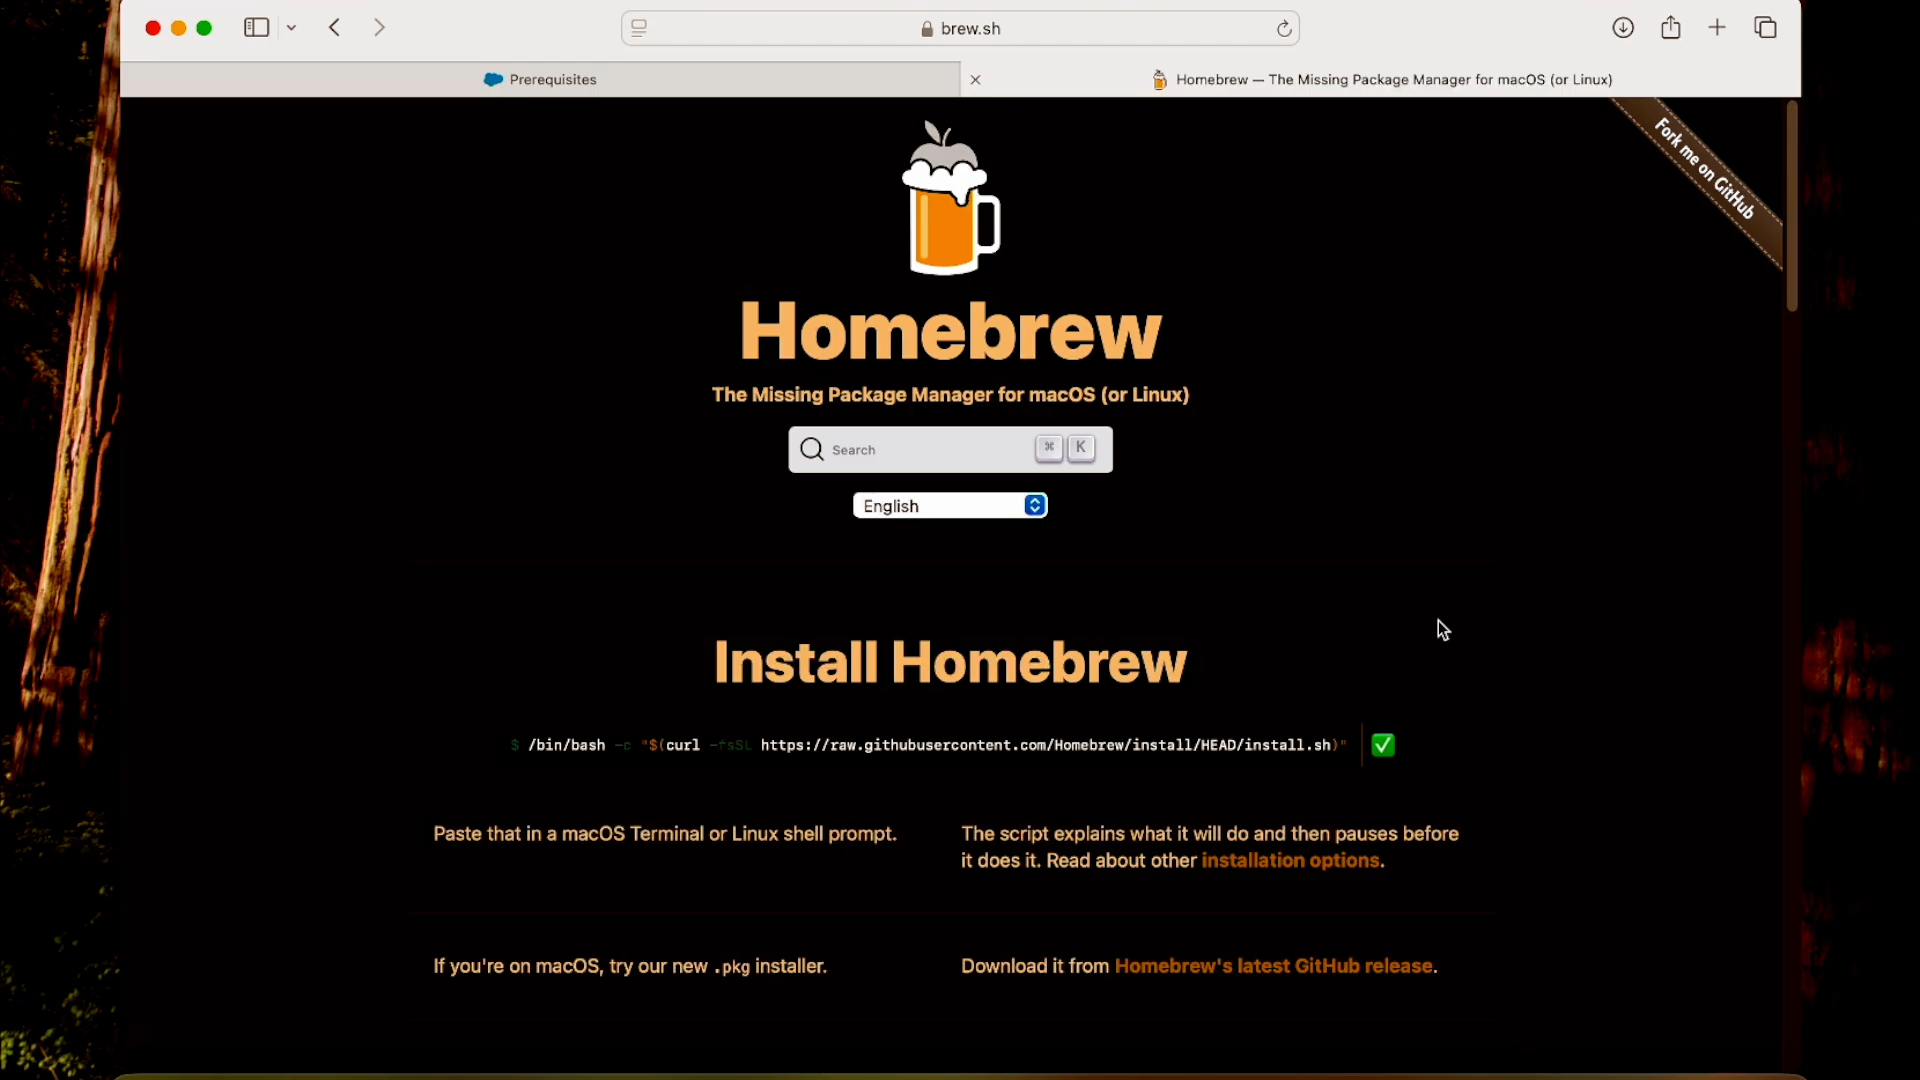 brew.sh
Prerequisites
Homebrew — The Missing Package Manager for macOS (or Linux)
Fork me on GitHub
Homebrew
The Missing Package Manager for macOS (or Linux)
Search ⌘ K
English
Install Homebrew
$ /bin/bash -c "$(curl -fsSL https://raw.githubusercontent.com/Homebrew/install/HEAD/install.sh)"
Paste that in a macOS Terminal or Linux shell prompt.
The script explains what it will do and then pauses before
it does it. Read about other installation options.
If you're on macOS, try our new .pkg installer.
Download it from Homebrew's latest GitHub release.